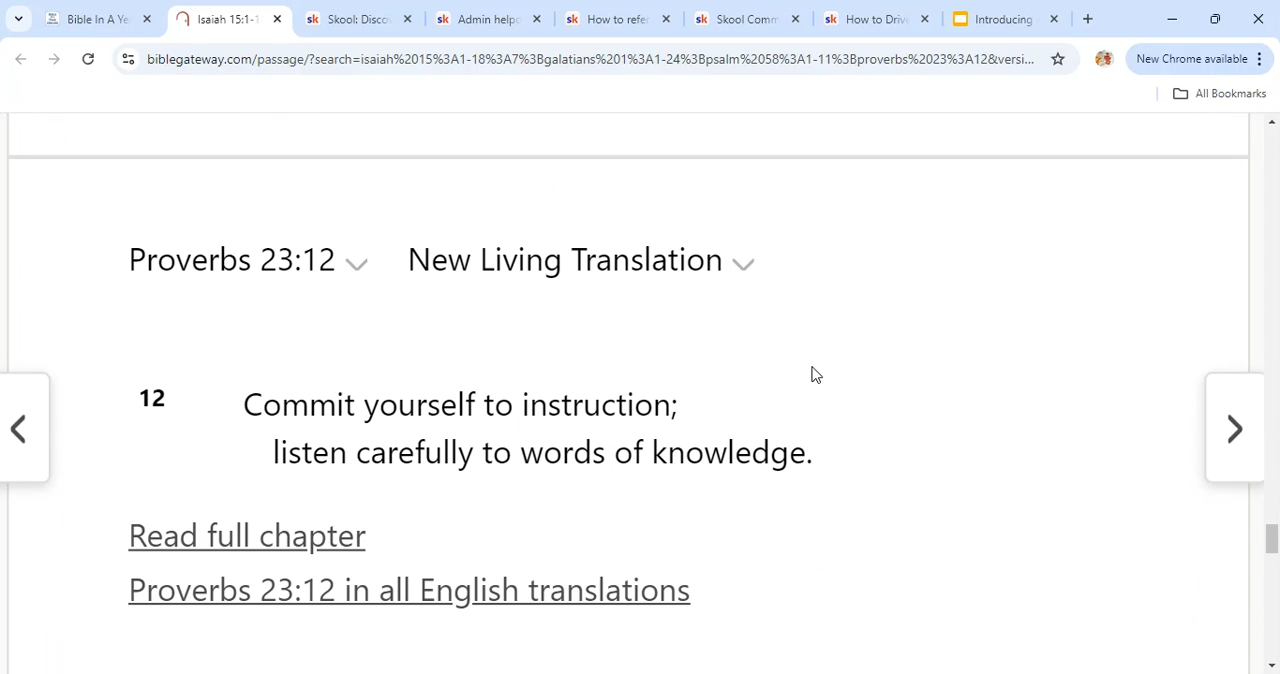 Bible In A Ye
Isaiah 15:1-1
Skool: Disco
Admin help
How to refe
Skool Comm
How to Driv
Introducing
biblegateway.com/passage/?search=isaiah%2015%3A1-18%3A7%3Bgalatians%201%3A1-24%3Bpsalm%2058%3A1-11%3Bproverbs%2023%3A12&versi...
New Chrome available
All Bookmarks
Proverbs 23:12 New Living Translation
12 Commit yourself to instruction;
listen carefully to words of knowledge.
Read full chapter
Proverbs 23:12 in all English translations